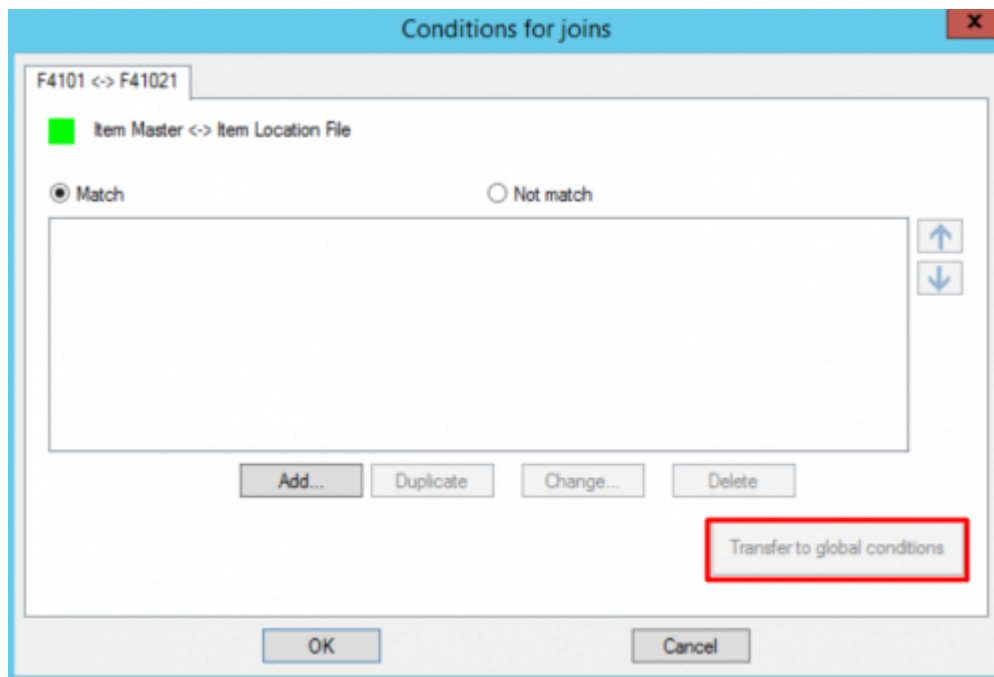 Conditions for joins
x
F4101 <-> F41021
Item Master <-> Item Location File
Match
Not match
Add...
Duplicate
Change...
Delete
Transfer to global conditions
OK
Cancel